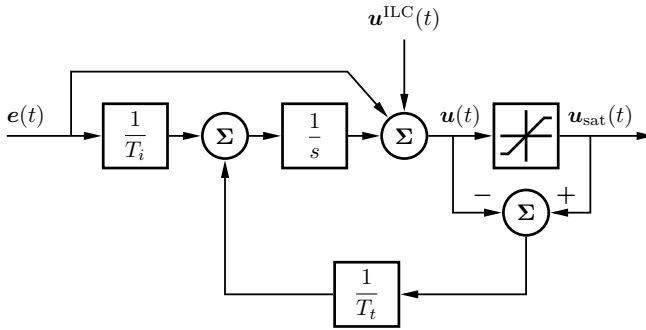 u^ILC(t)
e(t)
1/T_i
Σ
1/s
Σ
u(t)
u_sat(t)
−
Σ
+
1/T_t